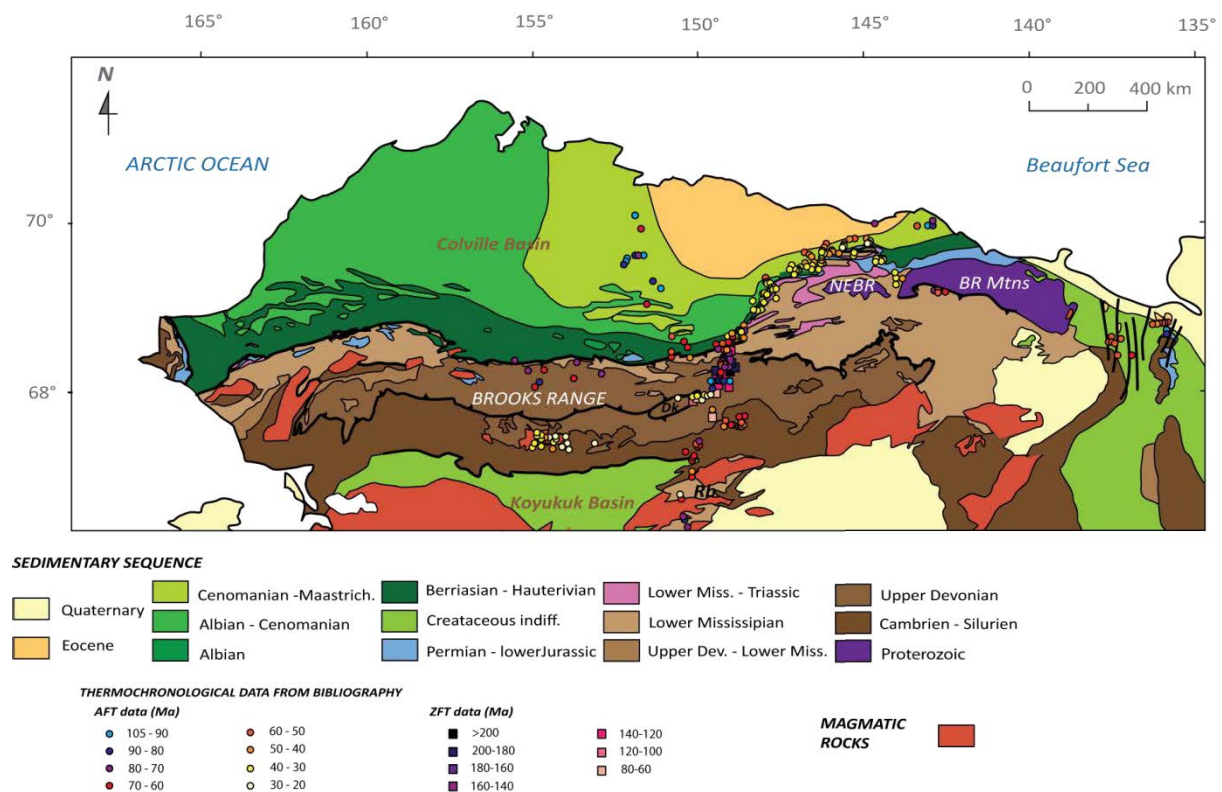 165° 160° 155° 150° 145° 140° 135°
N
0 200 400 km
ARCTIC OCEAN
Beaufort Sea
70°
Colville Basin
NEBR
BR Mtns
68°
BROOKS RANGE
Dk
Rb
Koyukuk Basin
SEDIMENTARY SEQUENCE
Quaternary
Eocene
Cenomanian -Maastrich.
Albian - Cenomanian
Albian
Berriasian - Hauterivian
Creataceous indiff.
Permian - lowerJurassic
Lower Miss. - Triassic
Lower Mississipian
Upper Dev. - Lower Miss.
Upper Devonian
Cambrien - Silurien
Proterozoic
THERMOCHRONOLOGICAL DATA FROM BIBLIOGRAPHY
AFT data (Ma)
105 - 90
90 - 80
80 - 70
70 - 60
60 - 50
50 - 40
40 - 30
30 - 20
ZFT data (Ma)
>200
200-180
180-160
160-140
140-120
120-100
80-60
MAGMATIC
ROCKS